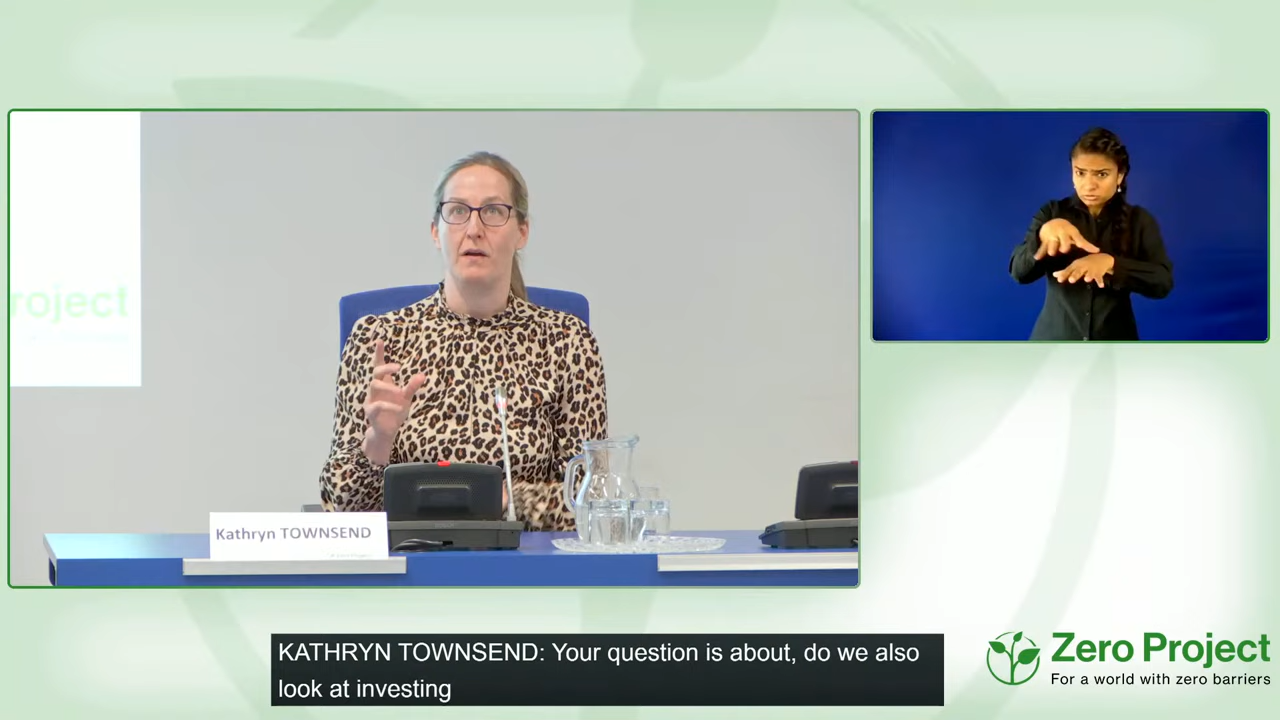 roject
Kathryn TOWNSEND
KATHRYN TOWNSEND: Your question is about, do we also
look at investing
Zero Project
For a world with zero barriers